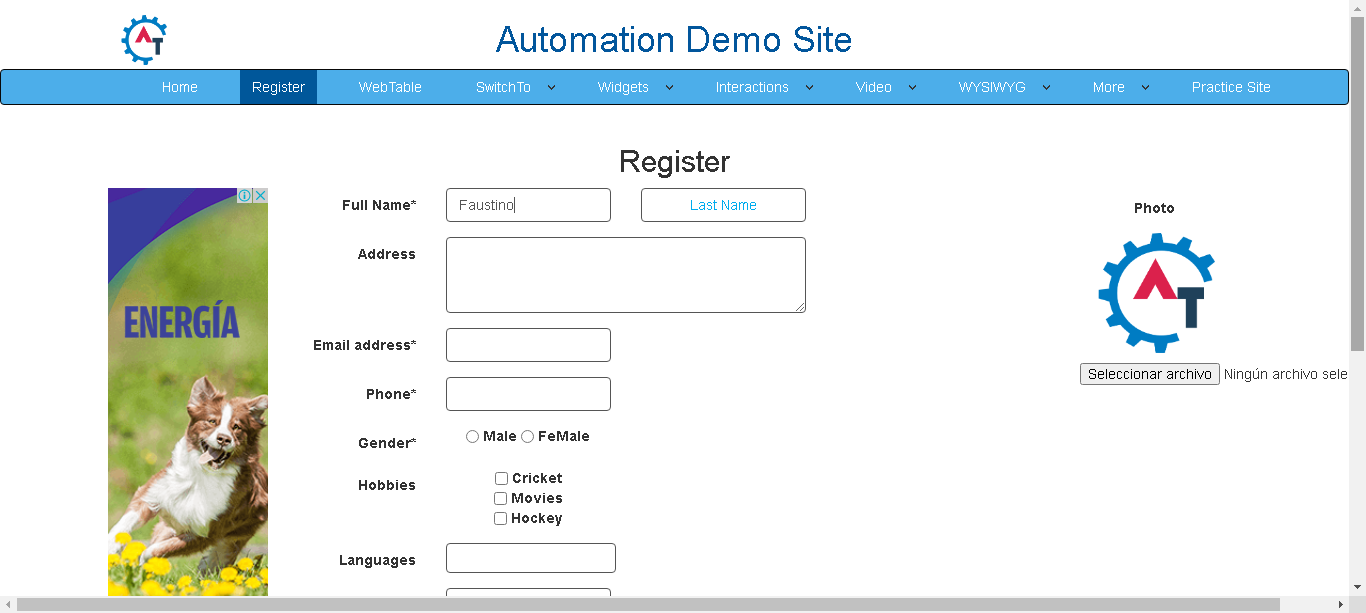 AT
Automation Demo Site
Home Register WebTable SwitchTo Widgets Interactions Video WYSIWYG More Practice Site
Register
ENERGÍA
Full Name* Faustino Last Name
Address
Email address*
Phone*
Gender* Male FeMale
Hobbies Cricket
Movies
Hockey
Languages
Photo
AT
Seleccionar archivo Ningún archivo sele